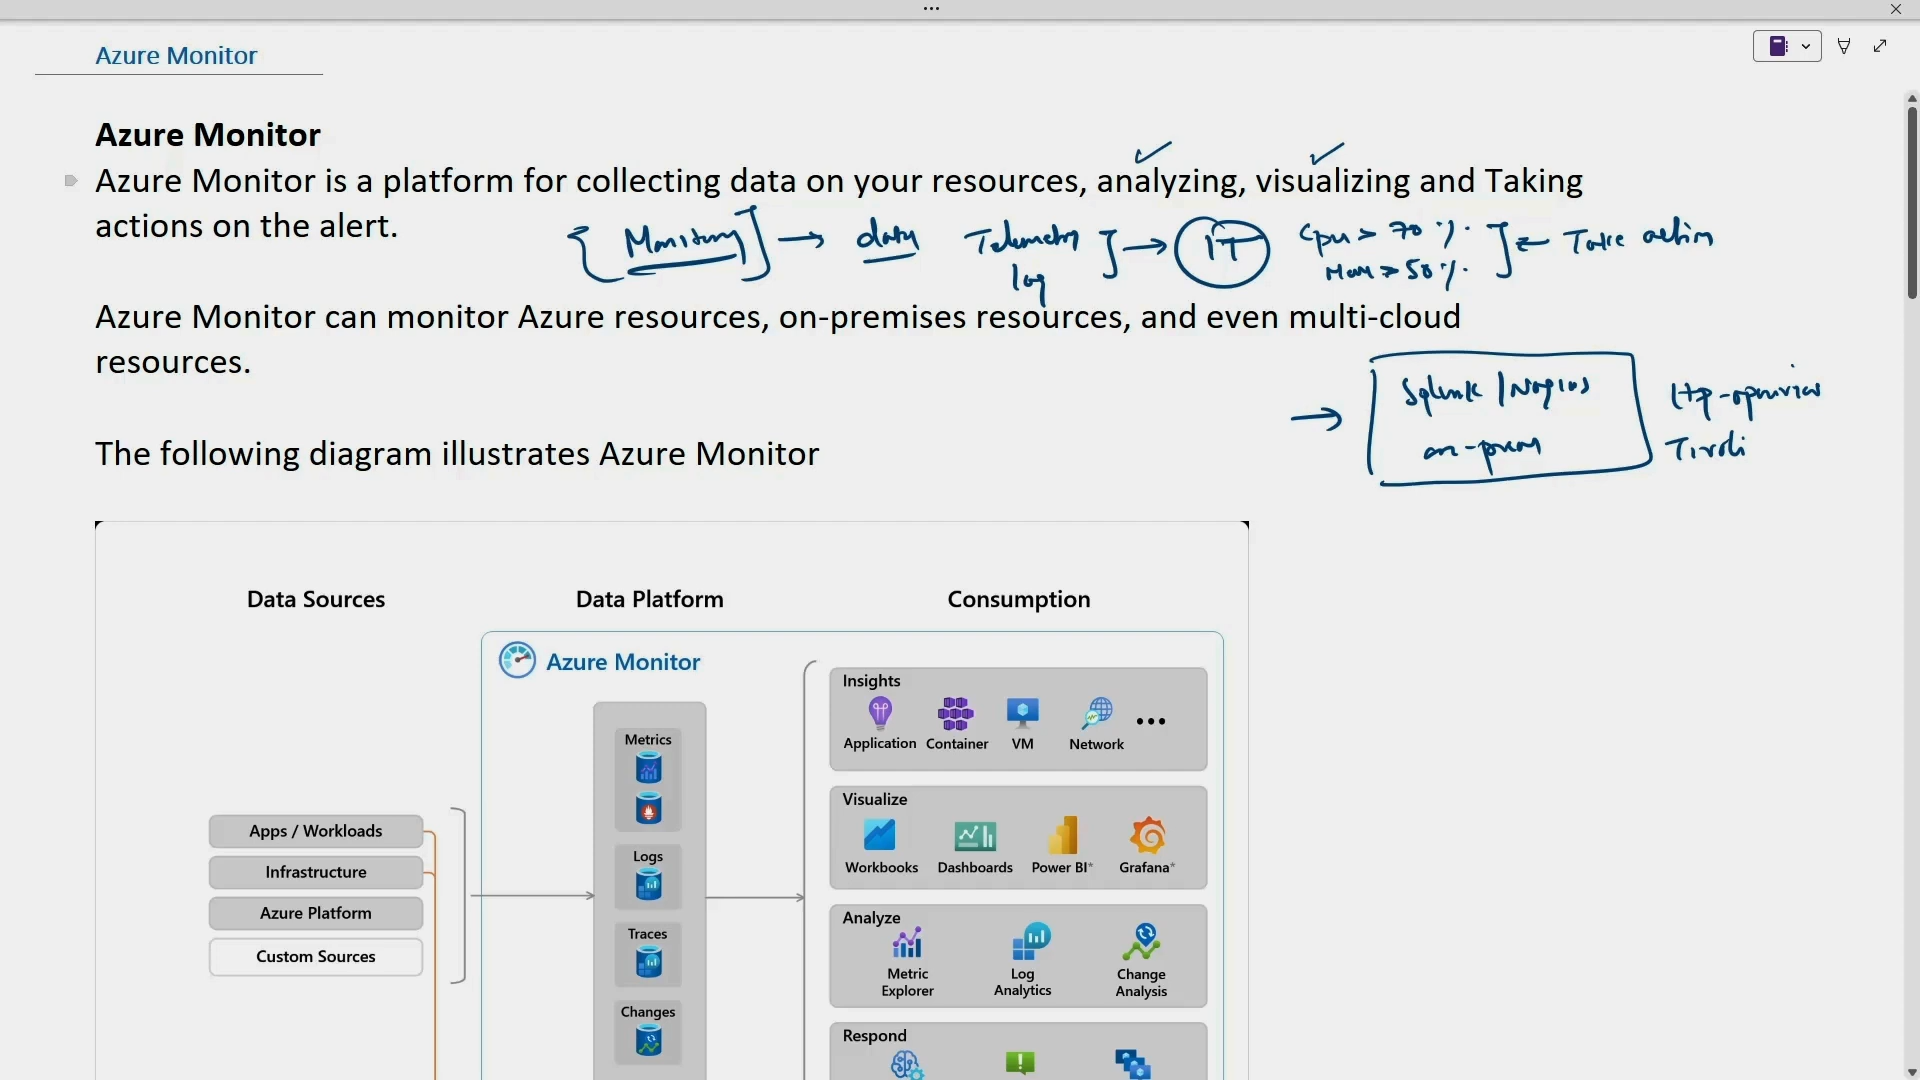 Azure Monitor
Azure Monitor
Azure Monitor is a platform for collecting data on your resources, analyzing, visualizing and Taking
actions on the alert.
Monitoring → data Telemetry → IT Cpu > 70 % Take action
log Mem > 50 %
Azure Monitor can monitor Azure resources, on-premises resources, and even multi-cloud
resources.
Splunk / Nagios
on-prem
Tivoli
The following diagram illustrates Azure Monitor
Data Sources Data Platform Consumption
Azure Monitor
Insights
Application Container VM Network •••
Metrics
Visualize
Workbooks Dashboards Power BI* Grafana*
Apps / Workloads
Infrastructure
Azure Platform
Custom Sources
Logs
Traces
Changes
Analyze
Metric Explorer
Log Analytics
Change Analysis
Respond